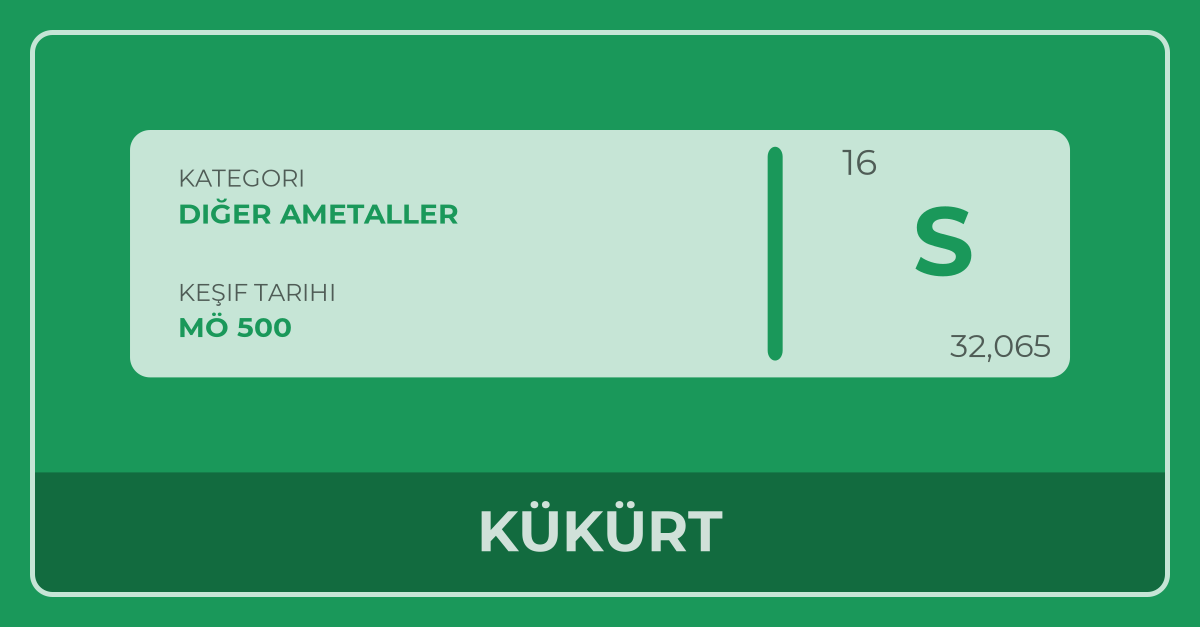 KATEGORI
DIĞER AMETALLER
KEŞIF TARIHI
MÖ 500
16
S
32,065
KÜKÜRT